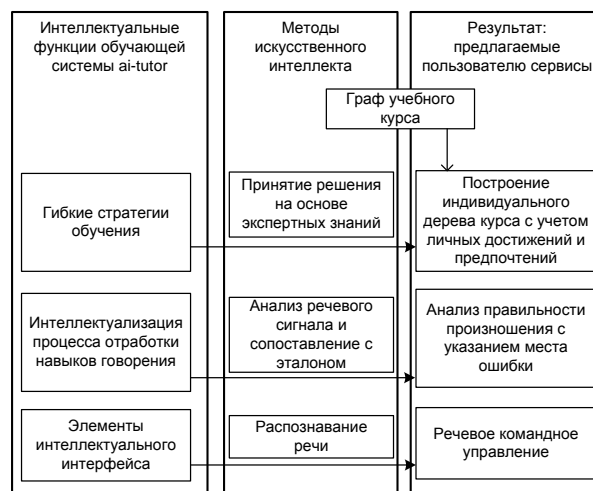 Интеллектуальные
функции обучающей
системы ai-tutor
Методы
искусственного
интеллекта
Результат:
предлагаемые
пользователю сервисы
Граф учебного
курса
Гибкие стратегии
обучения
Принятие решения
на основе
экспертных знаний
Построение
индивидуального
дерева курса с учетом
личных достижений и
предпочтений
Интеллектуализация
процесса отработки
навыков говорения
Анализ речевого
сигнала и
сопоставление с
эталоном
Анализ правильности
произношения с
указанием места
ошибки
Элементы
интеллектуального
интерфейса
Распознавание
речи
Речевое командное
управление